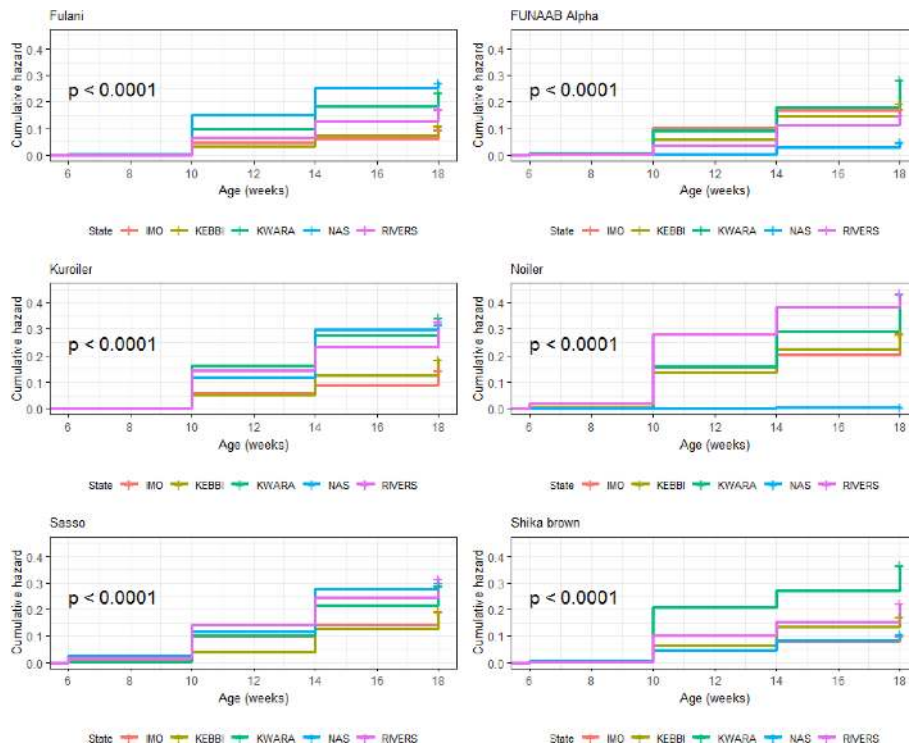 Fulani
FUNAAB Alpha
Cumulative hazard
0.4
0.3
0.2
0.1
0.0
p < 0.0001
6 8 10 12 14 16 18
Age (weeks)
State IMO KEBBI KWARA NAS RIVERS
Cumulative hazard
0.4
0.3
0.2
0.1
0.0
p < 0.0001
6 8 10 12 14 16 18
Age (weeks)
State IMO KEBBI KWARA NAS RIVERS
Kuroiler
Noiler
Cumulative hazard
0.4
0.3
0.2
0.1
0.0
p < 0.0001
6 8 10 12 14 16 18
Age (weeks)
State IMO KEBBI KWARA NAS RIVERS
Cumulative hazard
0.4
0.3
0.2
0.1
0.0
p < 0.0001
6 8 10 12 14 16 18
Age (weeks)
State IMO KEBBI KWARA NAS RIVERS
Sasso
Shika brown
Cumulative hazard
0.4
0.3
0.2
0.1
0.0
p < 0.0001
6 8 10 12 14 16 18
Age (weeks)
State IMO KEBBI KWARA NAS RIVERS
Cumulative hazard
0.4
0.3
0.2
0.1
0.0
p < 0.0001
6 8 10 12 14 16 18
Age (weeks)
State IMO KEBBI KWARA NAS RIVERS